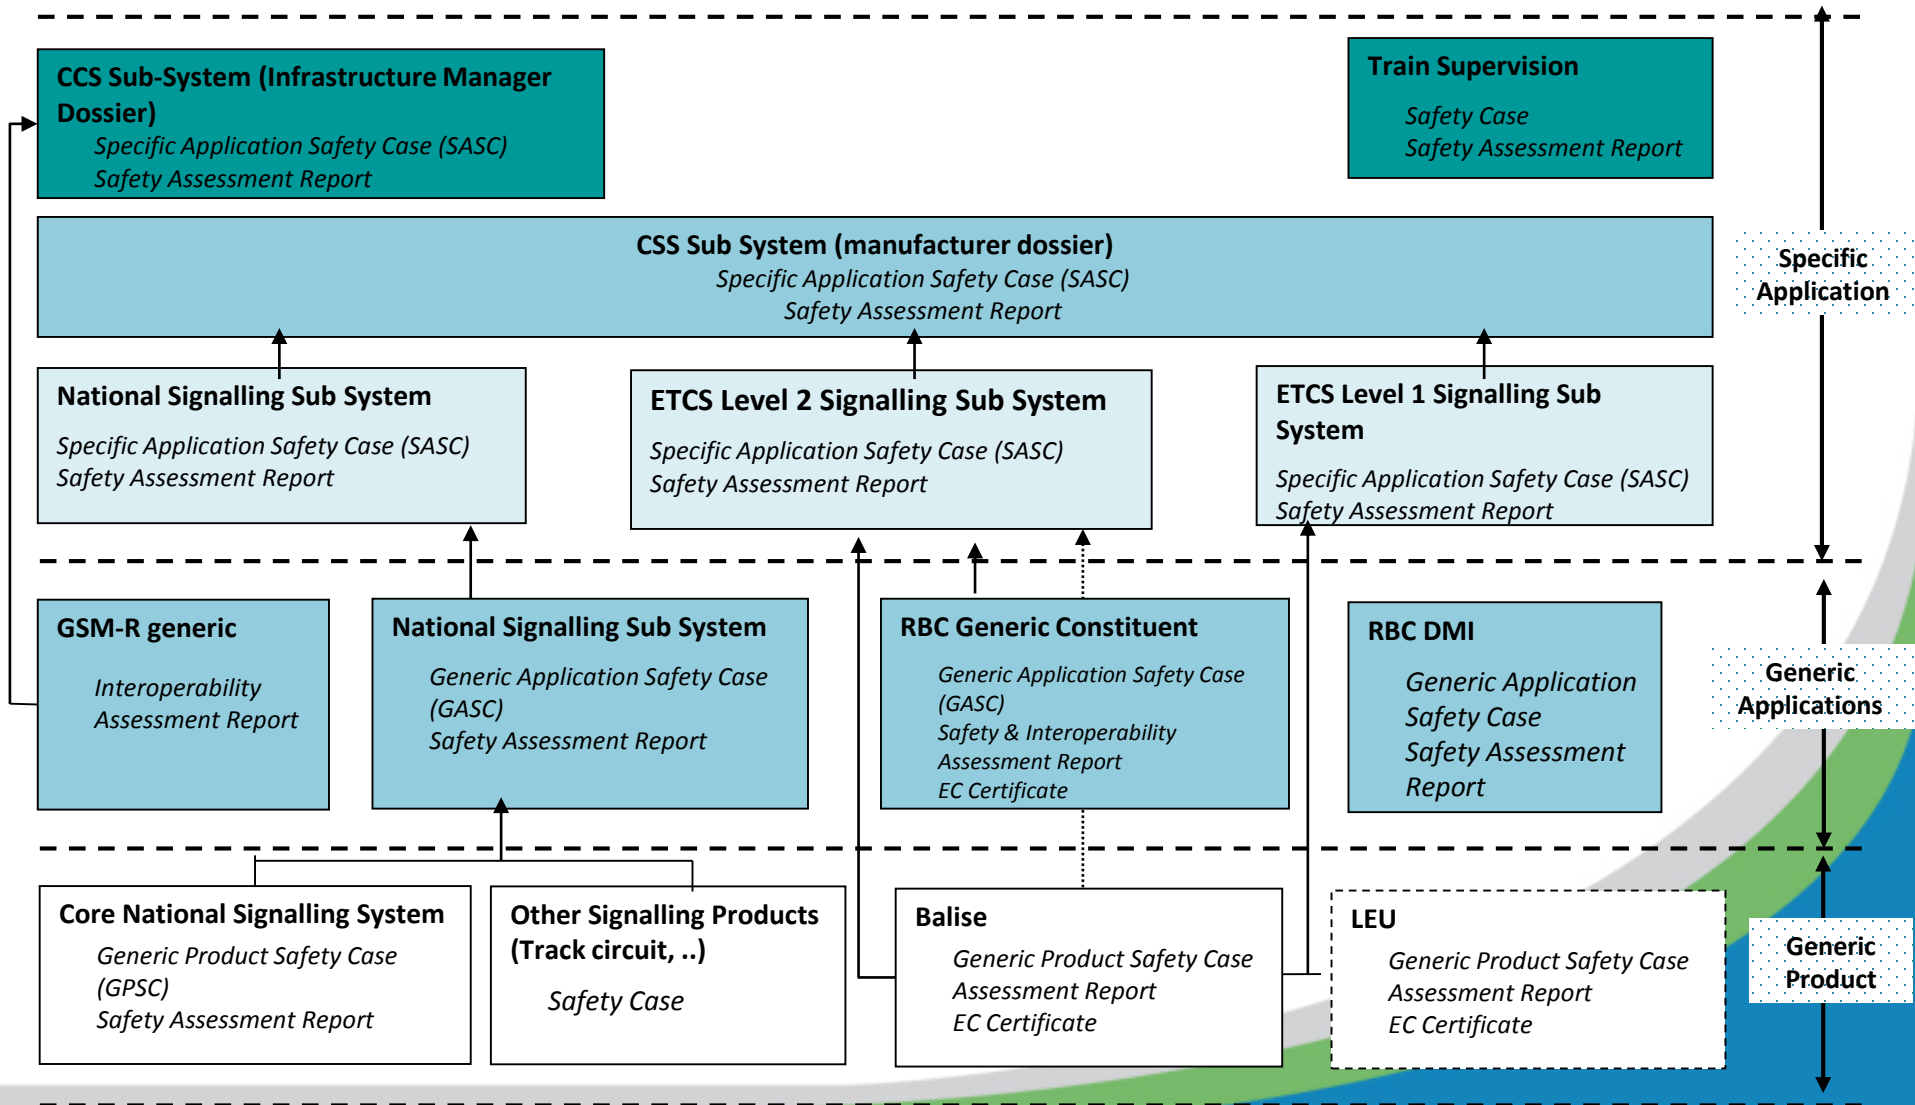 CCS Sub-System (Infrastructure Manager
Dossier)
Specific Application Safety Case (SASC)
Safety Assessment Report
Train Supervision
Safety Case
Safety Assessment Report
CSS Sub System (manufacturer dossier)
Specific Application Safety Case (SASC)
Safety Assessment Report
Specific
Application
National Signalling Sub System
Specific Application Safety Case (SASC)
Safety Assessment Report
ETCS Level 2 Signalling Sub System
Specific Application Safety Case (SASC)
Safety Assessment Report
ETCS Level 1 Signalling Sub
System
Specific Application Safety Case (SASC)
Safety Assessment Report
GSM-R generic
Interoperability
Assessment Report
National Signalling Sub System
Generic Application Safety Case
(GASC)
Safety Assessment Report
RBC Generic Constituent
Generic Application Safety Case
(GASC)
Safety & Interoperability
Assessment Report
EC Certificate
RBC DMI
Generic Application
Safety Case
Safety Assessment
Report
Generic
Applications
Core National Signalling System
Generic Product Safety Case
(GPSC)
Safety Assessment Report
Other Signalling Products
(Track circuit, ..)
Safety Case
Balise
Generic Product Safety Case
Assessment Report
EC Certificate
LEU
Generic Product Safety Case
Assessment Report
EC Certificate
Generic
Product